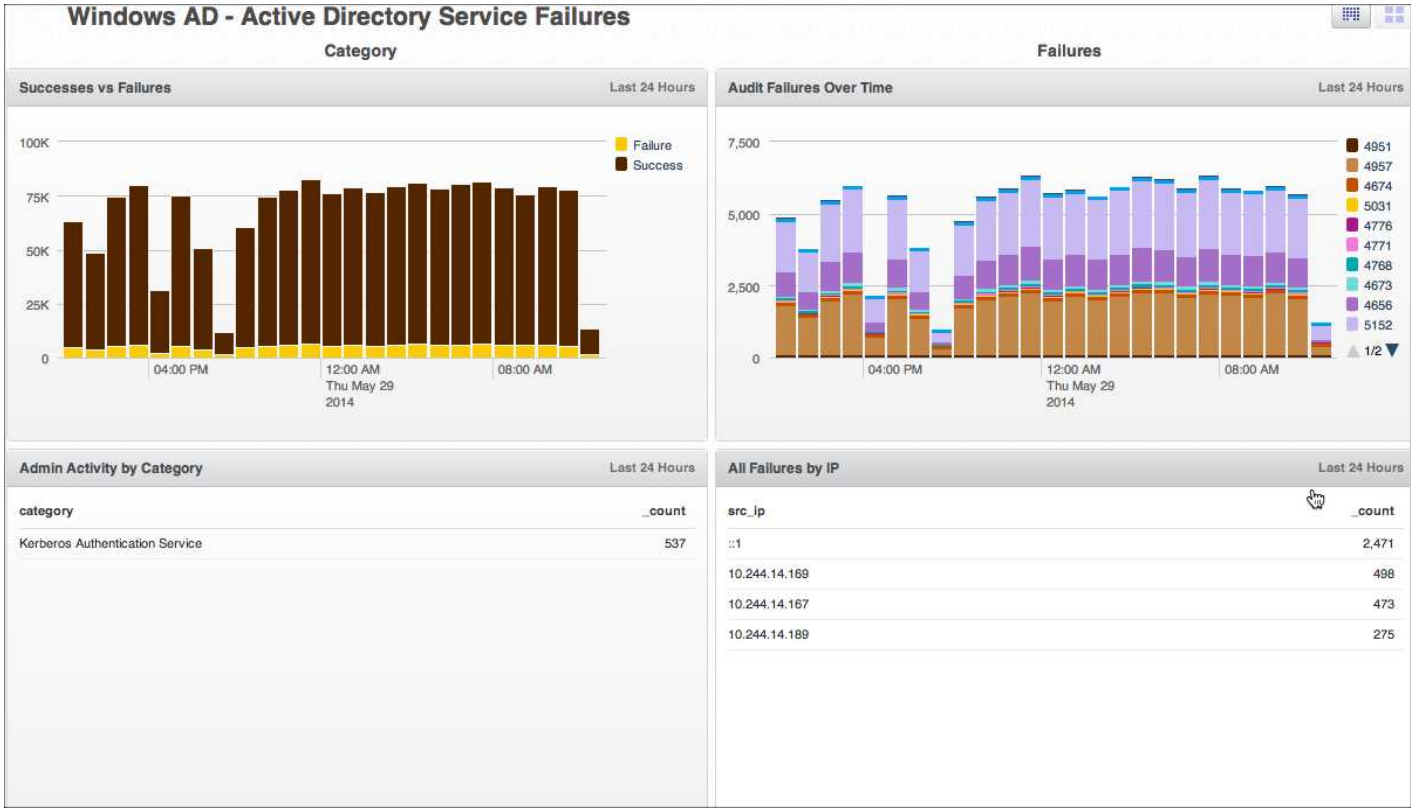 Windows AD - Active Directory Service Failures
Category
Failures
Successes vs Failures
Last 24 Hours
100K
75K
50K
25K
0
04:00 PM
12:00 AM
Thu May 29
2014
08:00 AM
Failure
Success
Audit Failures Over Time
Last 24 Hours
7,500
5,000
2,500
0
04:00 PM
12:00 AM
Thu May 29
2014
08:00 AM
4951
4957
4674
5031
4776
4771
4768
4673
4656
5152
1/2
Admin Activity by Category
Last 24 Hours
category _count
Kerberos Authentication Service 537
All Failures by IP
Last 24 Hours
src_ip _count
::1 2,471
10.244.14.169 498
10.244.14.167 473
10.244.14.189 275